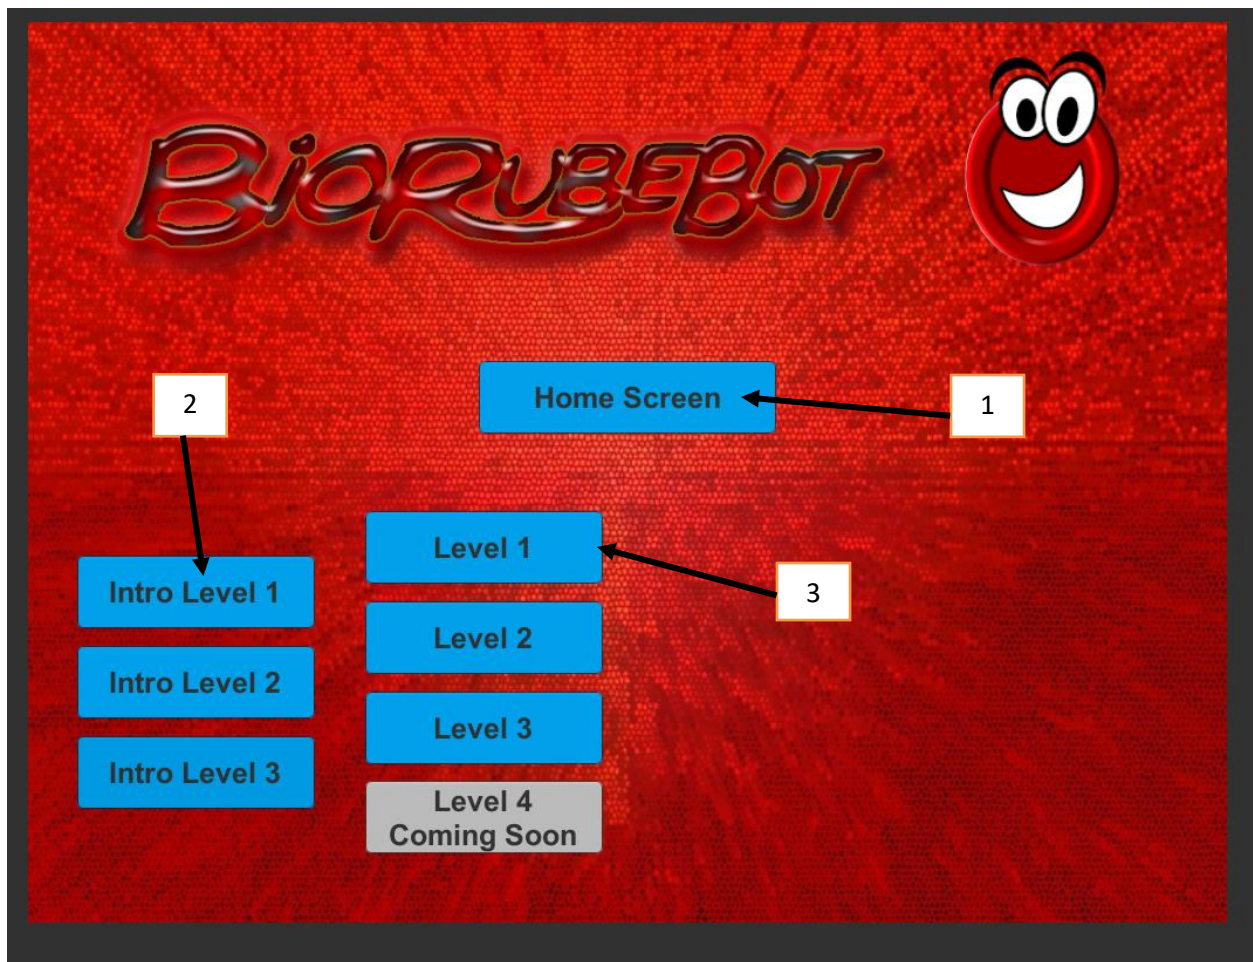 BioRubeBot
Home Screen
2
1
Level 1
Intro Level 1
3
Level 2
Intro Level 2
Level 3
Intro Level 3
Level 4
Coming Soon